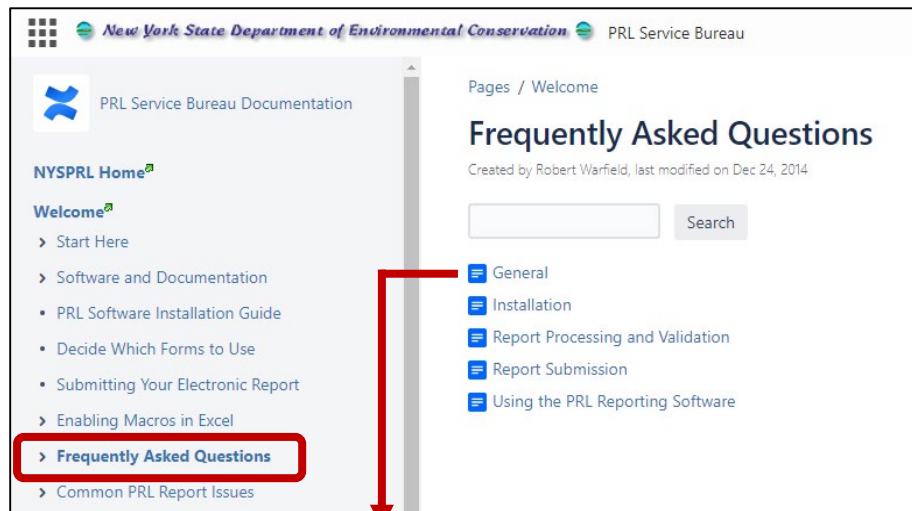 New York State Department of Environmental Conservation PRL Service Bureau
PRL Service Bureau Documentation
NYSPRL Home
Welcome
Start Here
Software and Documentation
PRL Software Installation Guide
Decide Which Forms to Use
Submitting Your Electronic Report
Enabling Macros in Excel
Frequently Asked Questions
Common PRL Report Issues
Pages / Welcome
Frequently Asked Questions
Created by Robert Warfield, last modified on Dec 24, 2014
Search
General
Installation
Report Processing and Validation
Report Submission
Using the PRL Reporting Software